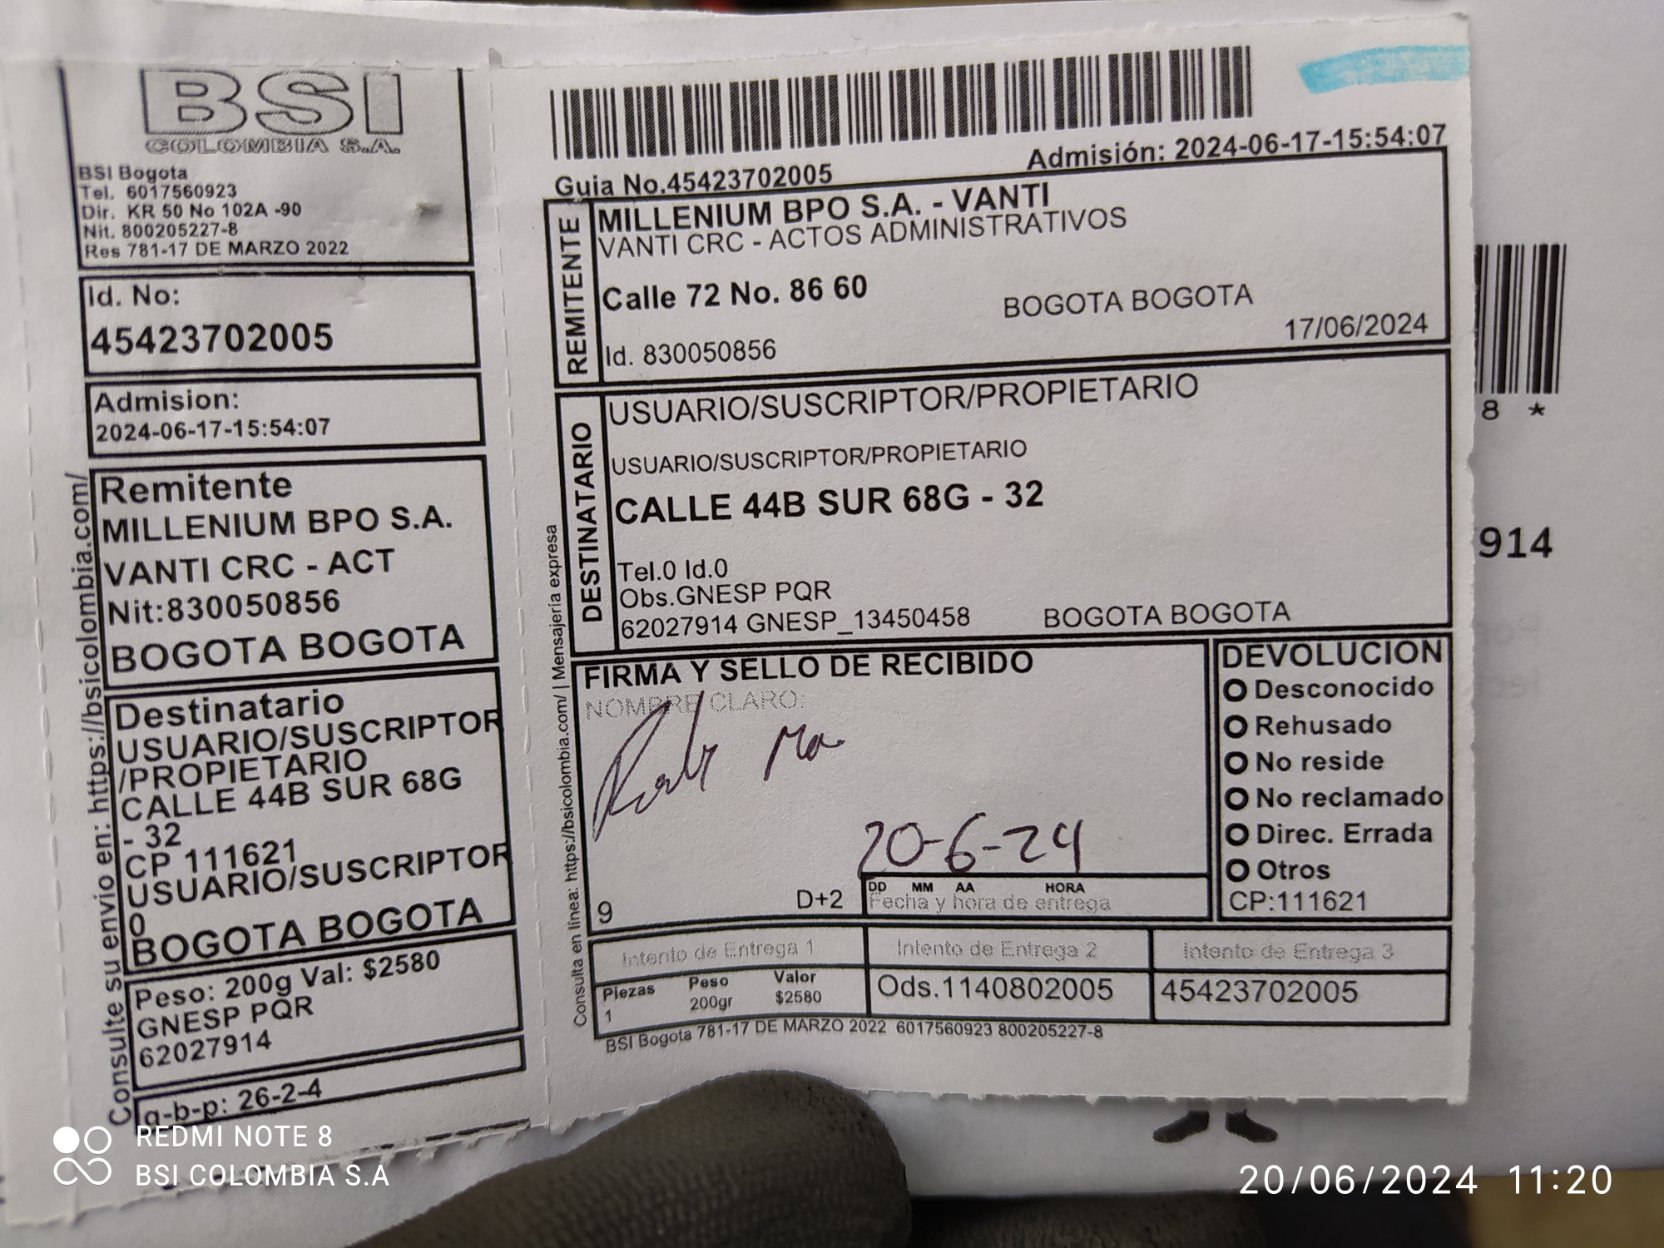 BSI
COLOMBIA S.A.
BSI Bogota
Tel. 6017560923
Dir. KR 50 No 102A -90
Nit. 800205227-8
Res 781-17 DE MARZO 2022
Id. No:
45423702005
Admision:
2024-06-17-15:54:07
Remitente
MILLENIUM BPO S.A.
VANTI CRC - ACT
Nit:830050856
BOGOTA BOGOTA
Destinatario
USUARIO/SUSCRIPTOR
/PROPIETARIO
CALLE 44B SUR 68G
- 32
CP 111621
USUARIO/SUSCRIPTOR
0
BOGOTA BOGOTA
Peso: 200g Val: $2580
GNESP PQR
62027914
g-b-p: 26-2-4
Consulte su envio en: https://bsicolombia.com/
Guia No.45423702005
Admisión: 2024-06-17-15:54:07
REMITENTE
MILLENIUM BPO S.A. - VANTI
VANTI CRC - ACTOS ADMINISTRATIVOS
Calle 72 No. 86 60
BOGOTA BOGOTA
17/06/2024
Id. 830050856
DESTINATARIO
USUARIO/SUSCRIPTOR/PROPIETARIO
USUARIO/SUSCRIPTOR/PROPIETARIO
CALLE 44B SUR 68G - 32
Tel.0 Id.0
Obs.GNESP PQR
62027914 GNESP_13450458
BOGOTA BOGOTA
FIRMA Y SELLO DE RECIBIDO
NOMBRE CLARO:
20-6-24
9
D+2
DD MM AA HORA
Fecha y hora de entrega
DEVOLUCION
Desconocido
Rehusado
No reside
No reclamado
Direc. Errada
Otros
CP:111621
Intento de Entrega 1
Intento de Entrega 2
Intento de Entrega 3
Piezas Peso Valor
1 200gr $2580
Ods.1140802005
45423702005
BSI Bogota 781-17 DE MARZO 2022 6017560923 800205227-8
Consulta en linea: https://bsicolombia.com/ | Mensajeria expresa
8 *
914
REDMI NOTE 8
BSI COLOMBIA S.A
20/06/2024 11:20